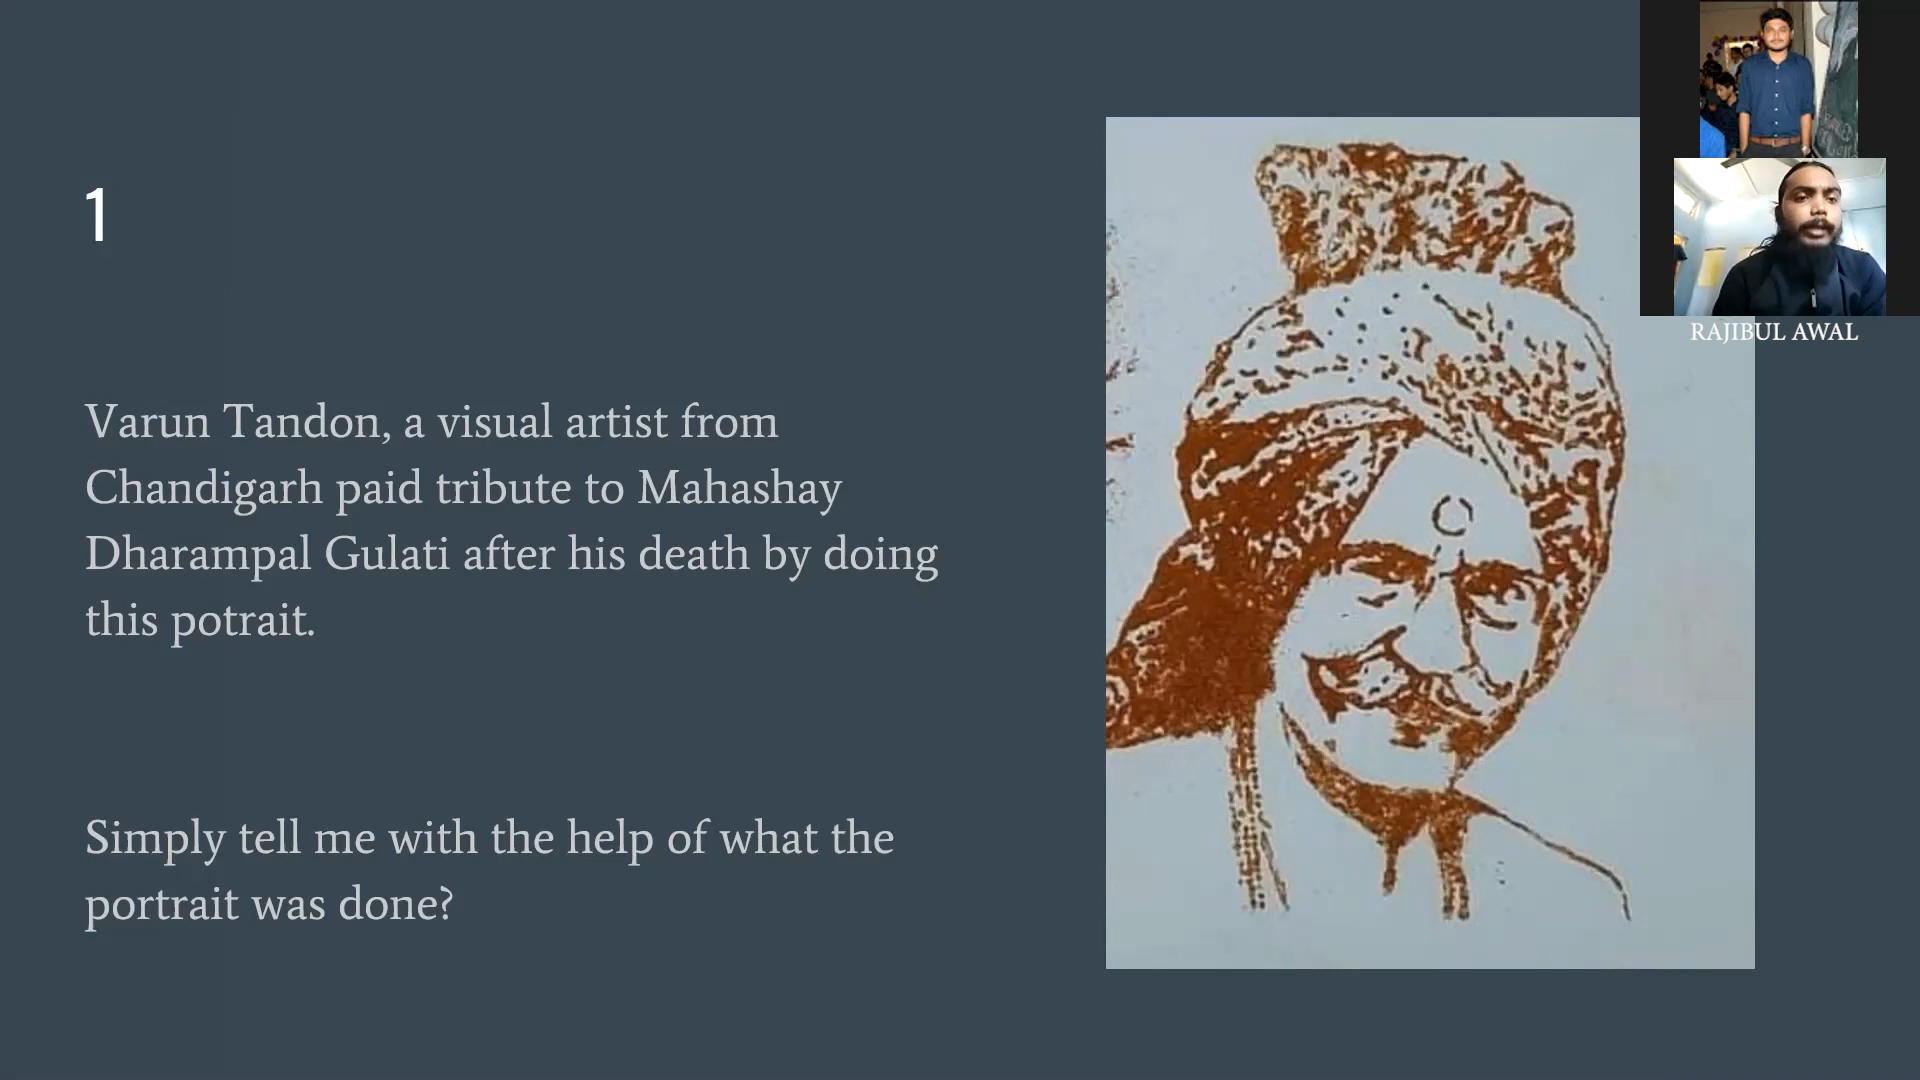 1
Varun Tandon, a visual artist from
Chandigarh paid tribute to Mahashay
Dharampal Gulati after his death by doing
this potrait.
Simply tell me with the help of what the
portrait was done?
RAJIBUL AWAL